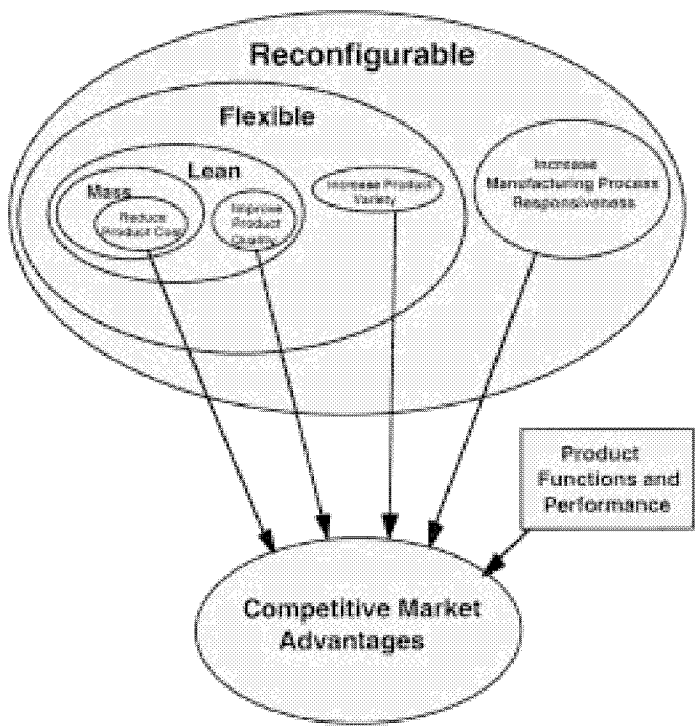 Reconfigurable
Flexible
Lean
Mass
Reduce
Product Cost
Improve
Product
Quality
Increase Product
Variety
Increase
Manufacturing Process
Responsiveness
Product
Functions and
Performance
Competitive Market
Advantages